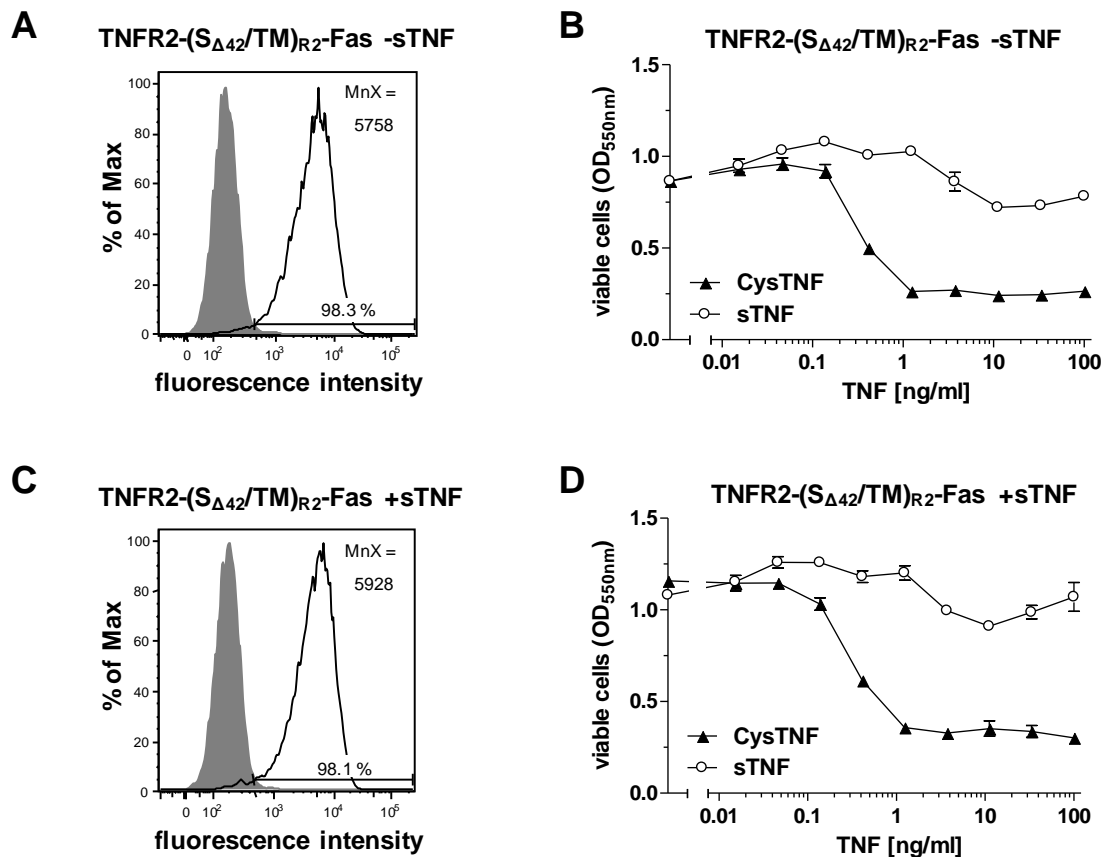 A
TNFR2-(SΔ42/TM)R2-Fas -sTNF
MnX =
5758
100
80
60
40
20
0
% of Max
98.3 %
0 10² 10³ 10⁴ 10⁵
fluorescence intensity
B
TNFR2-(SΔ42/TM)R2-Fas -sTNF
1.5
1.0
0.5
0.0
viable cells (OD550nm)
CysTNF
sTNF
0.01 0.1 1 10 100
TNF [ng/ml]
C
TNFR2-(SΔ42/TM)R2-Fas +sTNF
MnX =
5928
100
80
60
40
20
0
% of Max
98.1 %
0 10² 10³ 10⁴ 10⁵
fluorescence intensity
D
TNFR2-(SΔ42/TM)R2-Fas +sTNF
1.5
1.0
0.5
0.0
viable cells (OD550nm)
CysTNF
sTNF
0.01 0.1 1 10 100
TNF [ng/ml]